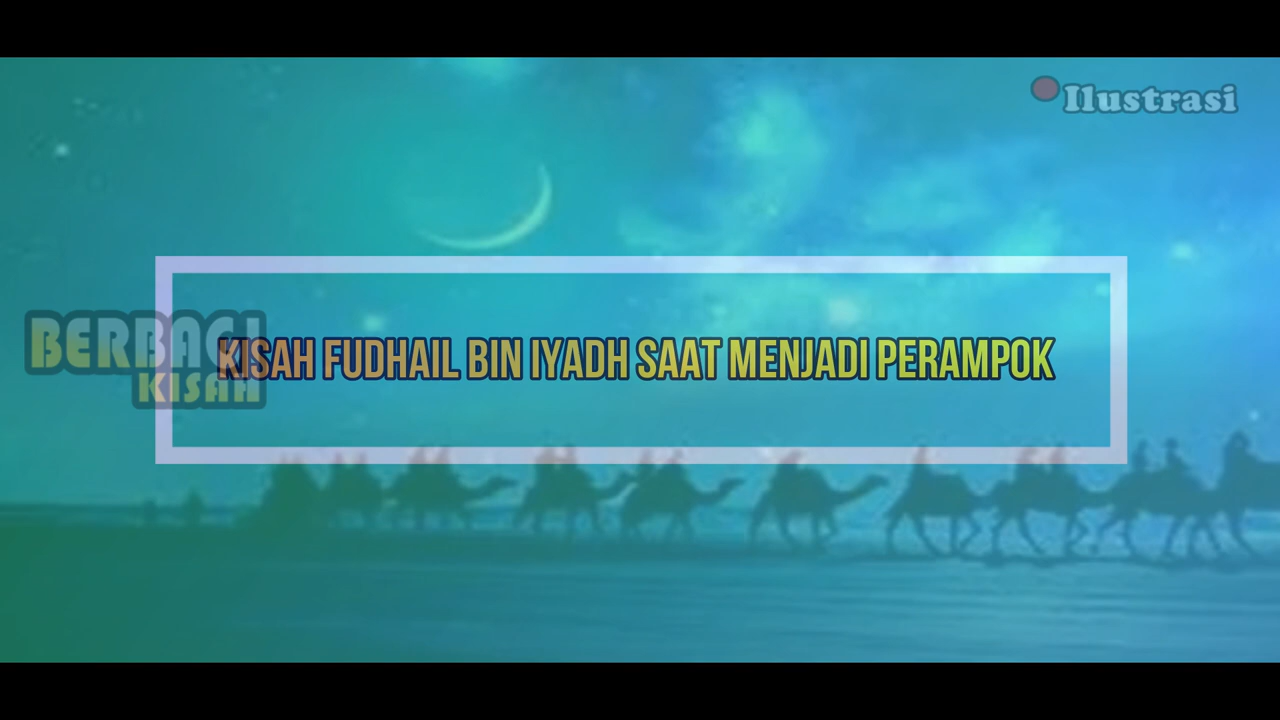 Ilustrasi
BERBAGI
KISAH
KISAH FUDHAIL BIN IYADH SAAT MENJADI PERAMPOK